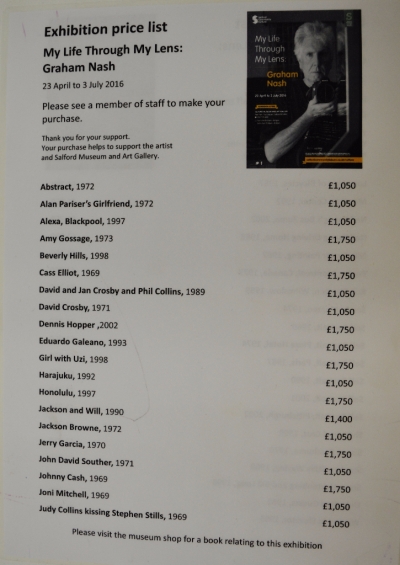 Exhibition price list
My Life Through My Lens:
Graham Nash
23 April to 3 July 2016
Please see a member of staff to make your
purchase.
Thank you for your support.
Your purchase helps to support the artist
and Salford Museum and Art Gallery.
My Life
Through
My Lens
Graham
Nash
23 April to 3 July 2016
Abstract, 1972 £1,050
Alan Pariser's Girlfriend, 1972 £1,050
Alexa, Blackpool, 1997 £1,050
Amy Gossage, 1973 £1,750
Beverly Hills, 1998 £1,050
Cass Elliot, 1969 £1,750
David and Jan Crosby and Phil Collins, 1989 £1,050
David Crosby, 1971 £1,050
Dennis Hopper ,2002 £1,750
Eduardo Galeano, 1993 £1,050
Girl with Uzi, 1998 £1,750
Harajuku, 1992 £1,050
Honolulu, 1997 £1,750
Jackson and Will, 1990 £1,400
Jackson Browne, 1972 £1,050
Jerry Garcia, 1970 £1,050
John David Souther, 1971 £1,050
Johnny Cash, 1969 £1,750
Joni Mitchell, 1969 £1,050
Judy Collins kissing Stephen Stills, 1969 £1,050
Please visit the museum shop for a book relating to this exhibition